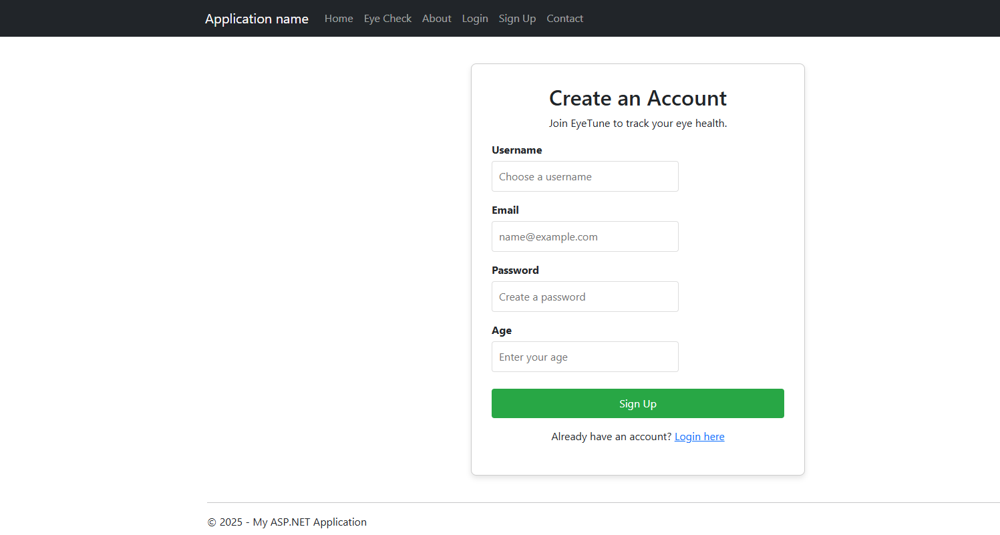 Application name Home Eye Check About Login Sign Up Contact
Create an Account
Join EyeTune to track your eye health.
Username
Choose a username
Email
name@example.com
Password
Create a password
Age
Enter your age
Sign Up
Already have an account? Login here
© 2025 - My ASP.NET Application